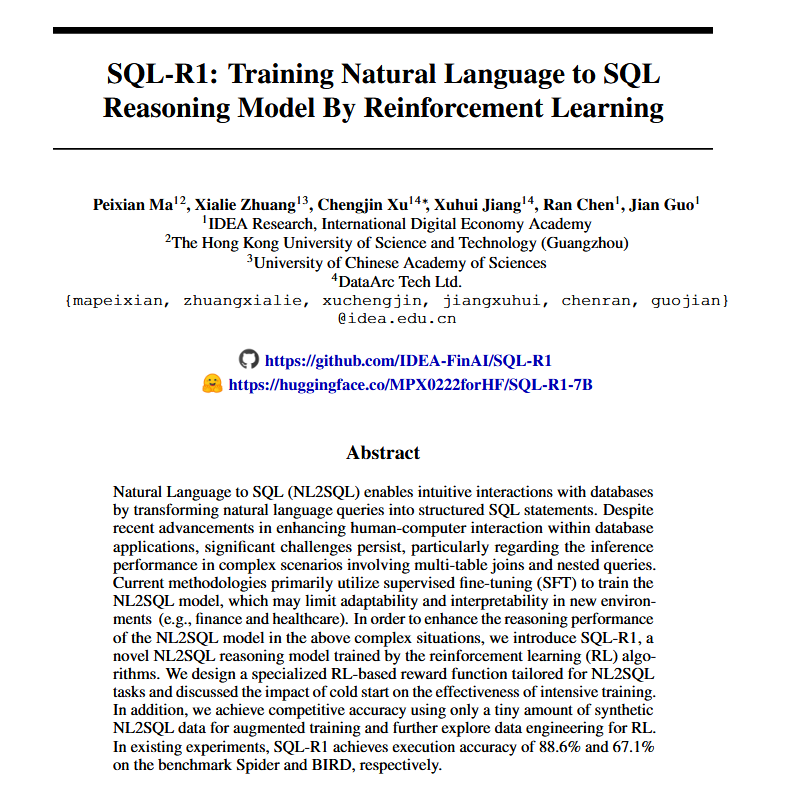 SQL-R1: Training Natural Language to SQL
Reasoning Model By Reinforcement Learning
Peixian Ma¹², Xialie Zhuang¹³, Chengjin Xu¹⁴*, Xuhui Jiang¹⁴, Ran Chen¹, Jian Guo¹
¹IDEA Research, International Digital Economy Academy
²The Hong Kong University of Science and Technology (Guangzhou)
³University of Chinese Academy of Sciences
⁴DataArc Tech Ltd.
{mapeixian, zhuangxialie, xuchengjin, jiangxuhui, chenran, guojian}
@idea.edu.cn
https://github.com/IDEA-FinAI/SQL-R1
https://huggingface.co/MPX0222forHF/SQL-R1-7B
Abstract
Natural Language to SQL (NL2SQL) enables intuitive interactions with databases
by transforming natural language queries into structured SQL statements. Despite
recent advancements in enhancing human-computer interaction within database
applications, significant challenges persist, particularly regarding the inference
performance in complex scenarios involving multi-table joins and nested queries.
Current methodologies primarily utilize supervised fine-tuning (SFT) to train the
NL2SQL model, which may limit adaptability and interpretability in new environ-
ments (e.g., finance and healthcare). In order to enhance the reasoning performance
of the NL2SQL model in the above complex situations, we introduce SQL-R1, a
novel NL2SQL reasoning model trained by the reinforcement learning (RL) algo-
rithms. We design a specialized RL-based reward function tailored for NL2SQL
tasks and discussed the impact of cold start on the effectiveness of intensive training.
In addition, we achieve competitive accuracy using only a tiny amount of synthetic
NL2SQL data for augmented training and further explore data engineering for RL.
In existing experiments, SQL-R1 achieves execution accuracy of 88.6% and 67.1%
on the benchmark Spider and BIRD, respectively.